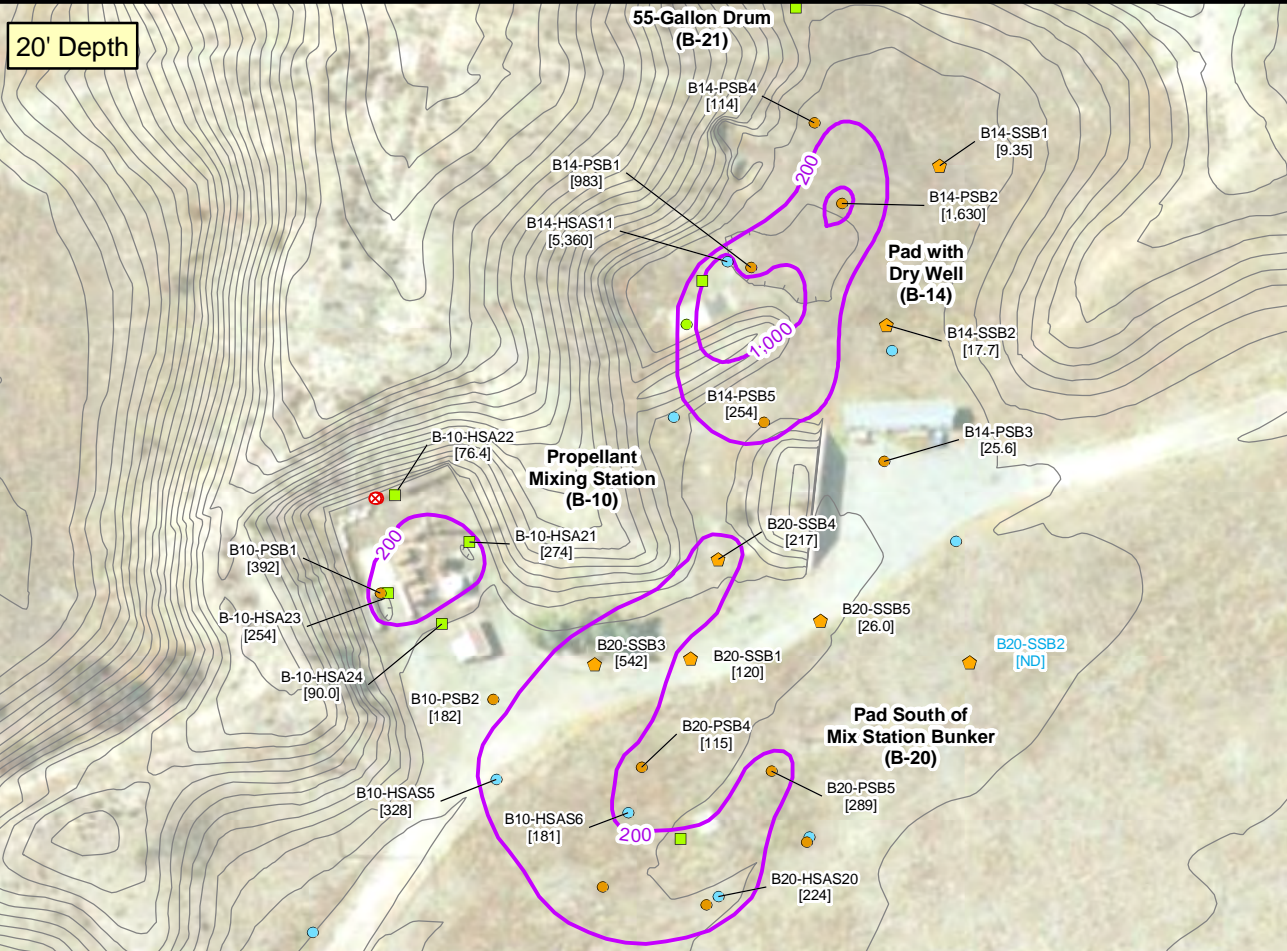 20' Depth
55-Gallon Drum
(B-21)
B14-PSB4
[114]
B14-SSB1
[9.35]
200
B14-PSB1
[983]
B14-PSB2
[1,630]
B14-HSAS11
[5,360]
Pad with
Dry Well
(B-14)
1,000
B14-SSB2
[17.7]
B14-PSB5
[254]
B-10-HSA22
[76.4]
B14-PSB3
[25.6]
Propellant
Mixing Station
(B-10)
B20-SSB4
[217]
200
B-10-HSA21
[274]
B10-PSB1
[392]
B-10-HSA23
[254]
B20-SSB5
[26.0]
B20-SSB3
[542]
B20-SSB1
[120]
B20-SSB2
[ND]
B-10-HSA24
[90.0]
B10-PSB2
[182]
Pad South of
Mix Station Bunker
(B-20)
B20-PSB4
[115]
B20-PSB5
[289]
B10-HSAS5
[328]
B10-HSAS6
[181]
200
B20-HSAS20
[224]